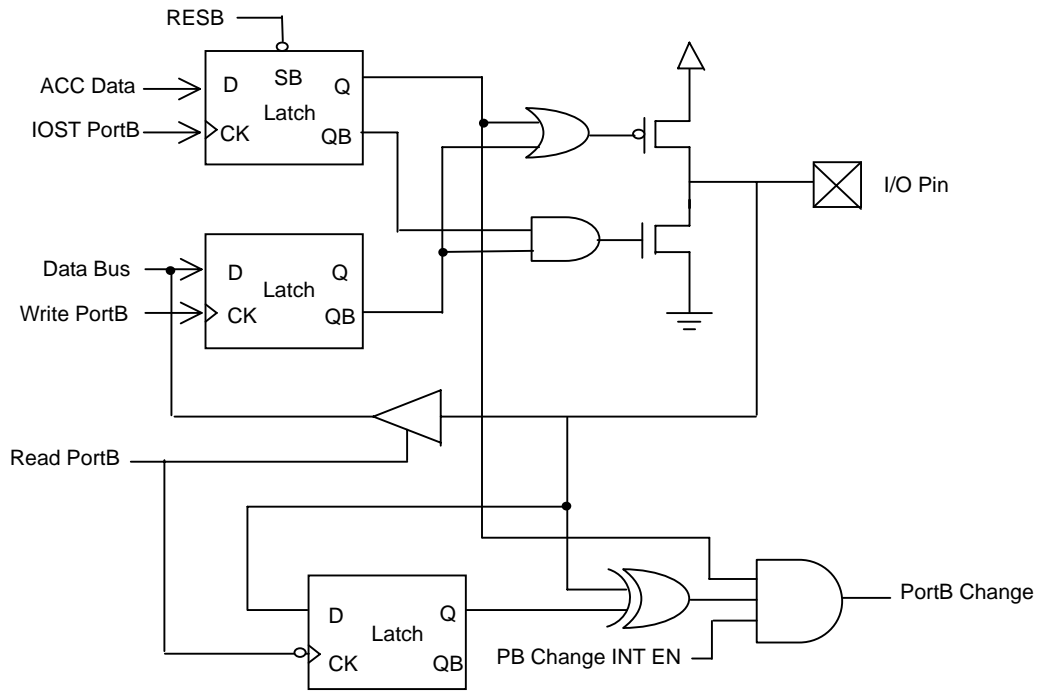 RESB
ACC Data
D
SB
Q
Latch
IOST PortB
CK
QB
I/O Pin
Data Bus
D
Q
Latch
Write PortB
CK
QB
Read PortB
D
Q
Latch
CK
QB
PB Change INT EN
PortB Change